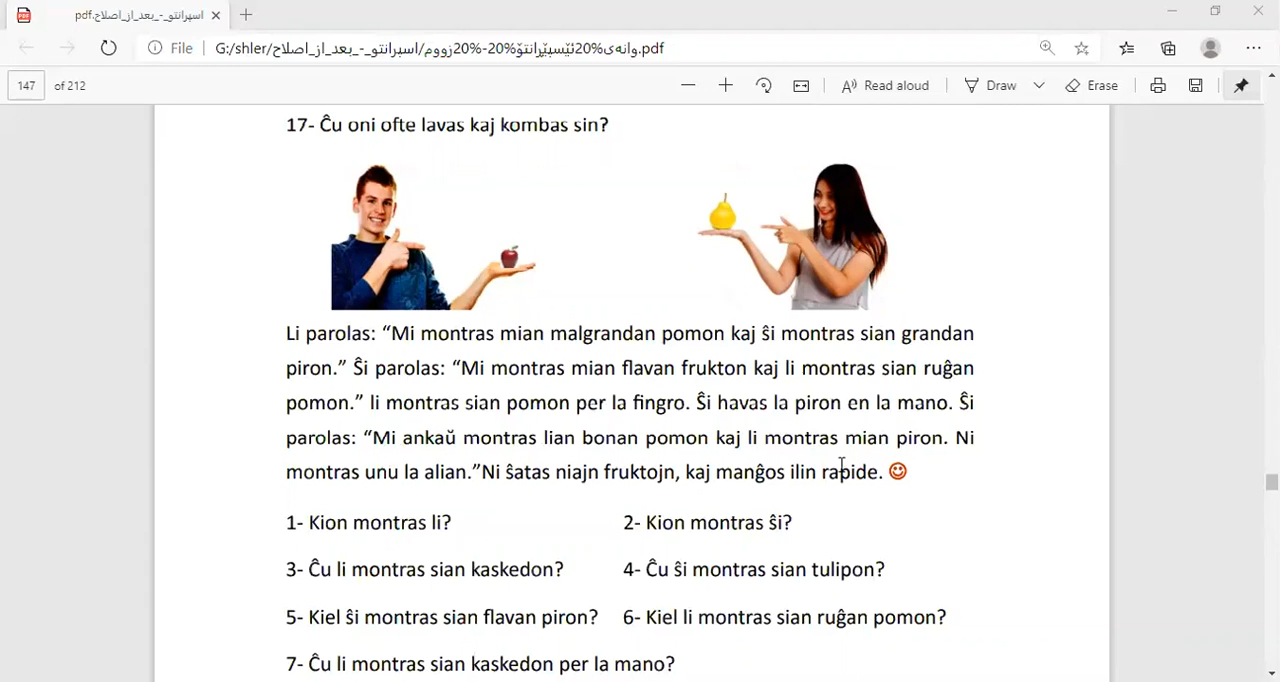 اسپرانتو_-_بعد_از_اصلاح.pdf
File
G:/shler/وانەی%20ئێسپێڕانتۆ%20-%20زووم/اسپرانتو_-_بعد_از_اصلاح.pdf
147 of 212
Read aloud
Draw
Erase
17- Ĉu oni ofte lavas kaj kombas sin?
Li parolas: “Mi montras mian malgrandan pomon kaj ŝi montras sian grandan
piron.” Ŝi parolas: “Mi montras mian flavan frukton kaj li montras sian ruĝan
pomon.” li montras sian pomon per la fingro. Ŝi havas la piron en la mano. Ŝi
parolas: “Mi ankaŭ montras lian bonan pomon kaj li montras mian piron. Ni
montras unu la alian.”Ni ŝatas niajn fruktojn, kaj manĝos ilin rapide.
1- Kion montras li?
2- Kion montras ŝi?
3- Ĉu li montras sian kaskedon?
4- Ĉu ŝi montras sian tulipon?
5- Kiel ŝi montras sian flavan piron?
6- Kiel li montras sian ruĝan pomon?
7- Ĉu li montras sian kaskedon per la mano?